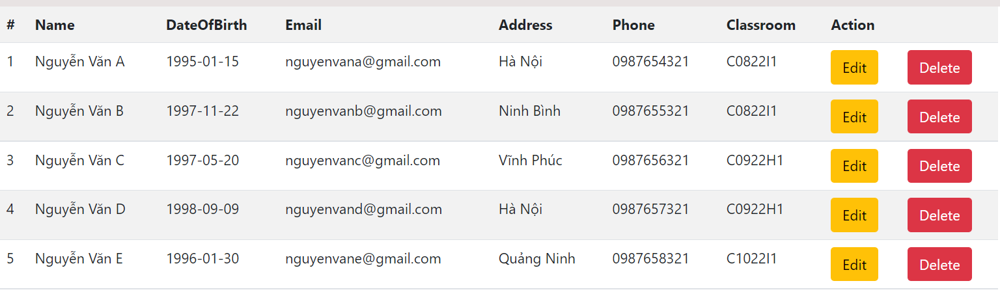 # Name DateOfBirth Email Address Phone Classroom Action
1 Nguyễn Văn A 1995-01-15 nguyenvana@gmail.com Hà Nội 0987654321 C0822I1 Edit Delete
2 Nguyễn Văn B 1997-11-22 nguyenvanb@gmail.com Ninh Bình 0987655321 C0822I1 Edit Delete
3 Nguyễn Văn C 1997-05-20 nguyenvanc@gmail.com Vĩnh Phúc 0987656321 C0922H1 Edit Delete
4 Nguyễn Văn D 1998-09-09 nguyenvand@gmail.com Hà Nội 0987657321 C0922H1 Edit Delete
5 Nguyễn Văn E 1996-01-30 nguyenvane@gmail.com Quảng Ninh 0987658321 C1022I1 Edit Delete